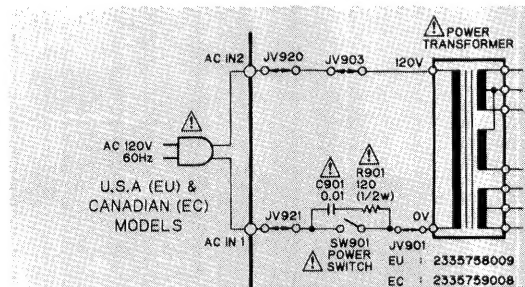 POWER
TRANSFORMER
AC IN2
JV920
JV903
120V
AC 120V
60Hz
U.S.A (EU) &
CANADIAN (EC)
MODELS
C901
0.01
R901
120
(1/2W)
JV921
0V
AC IN 1
SW901
POWER
SWITCH
JV901
EU : 2335758009
EC : 2335759008